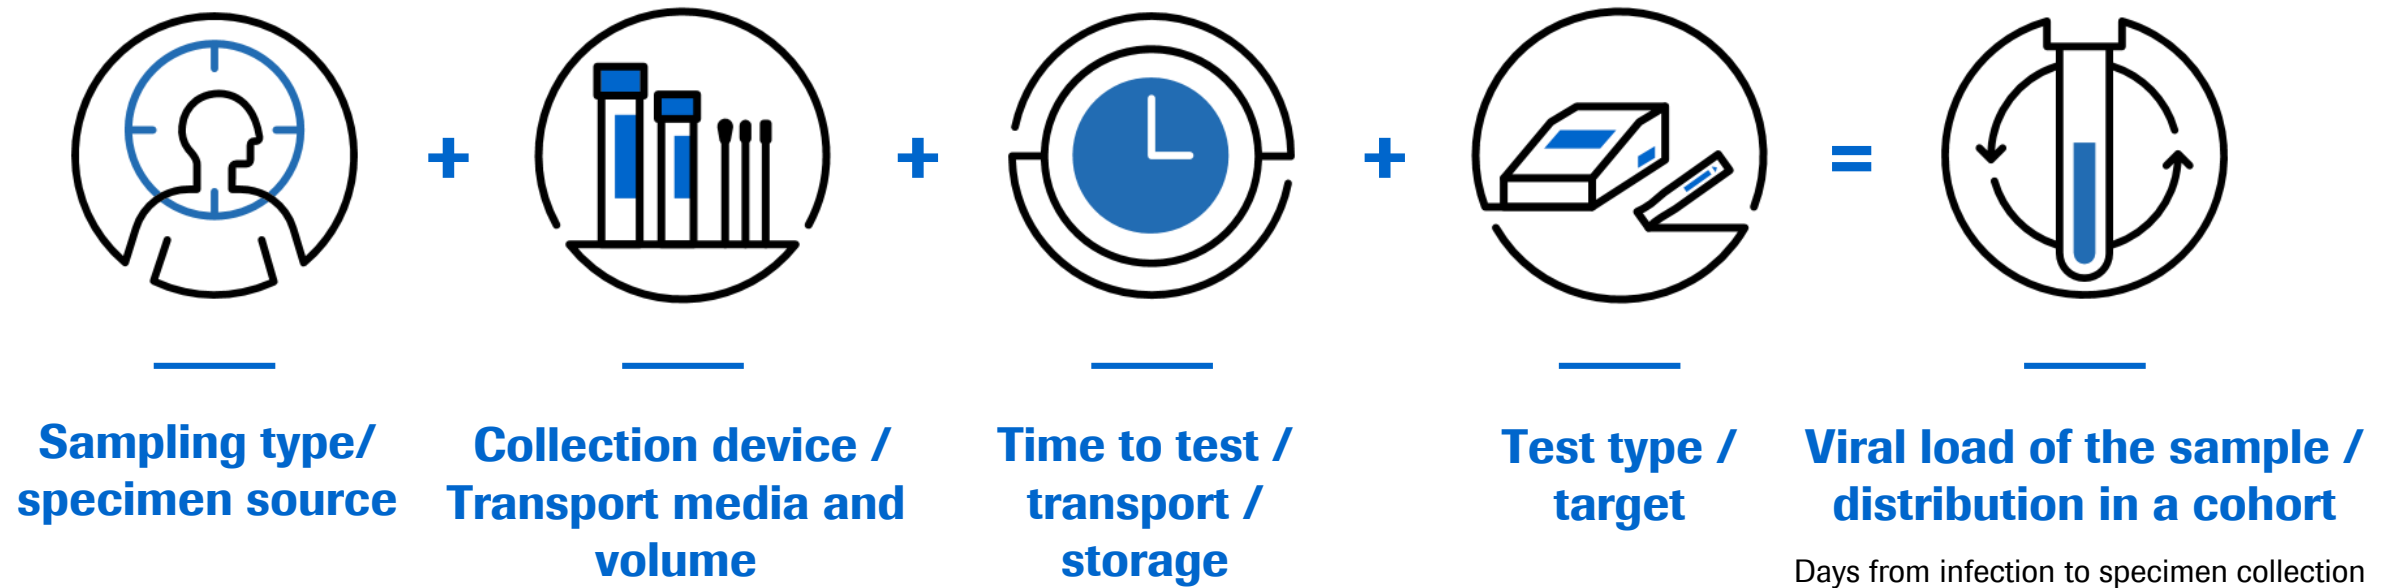 + + + =
Sampling type/
specimen source
Collection device /
Transport media and
volume
Time to test /
transport /
storage
Test type /
target
Viral load of the sample /
distribution in a cohort
Days from infection to specimen collection